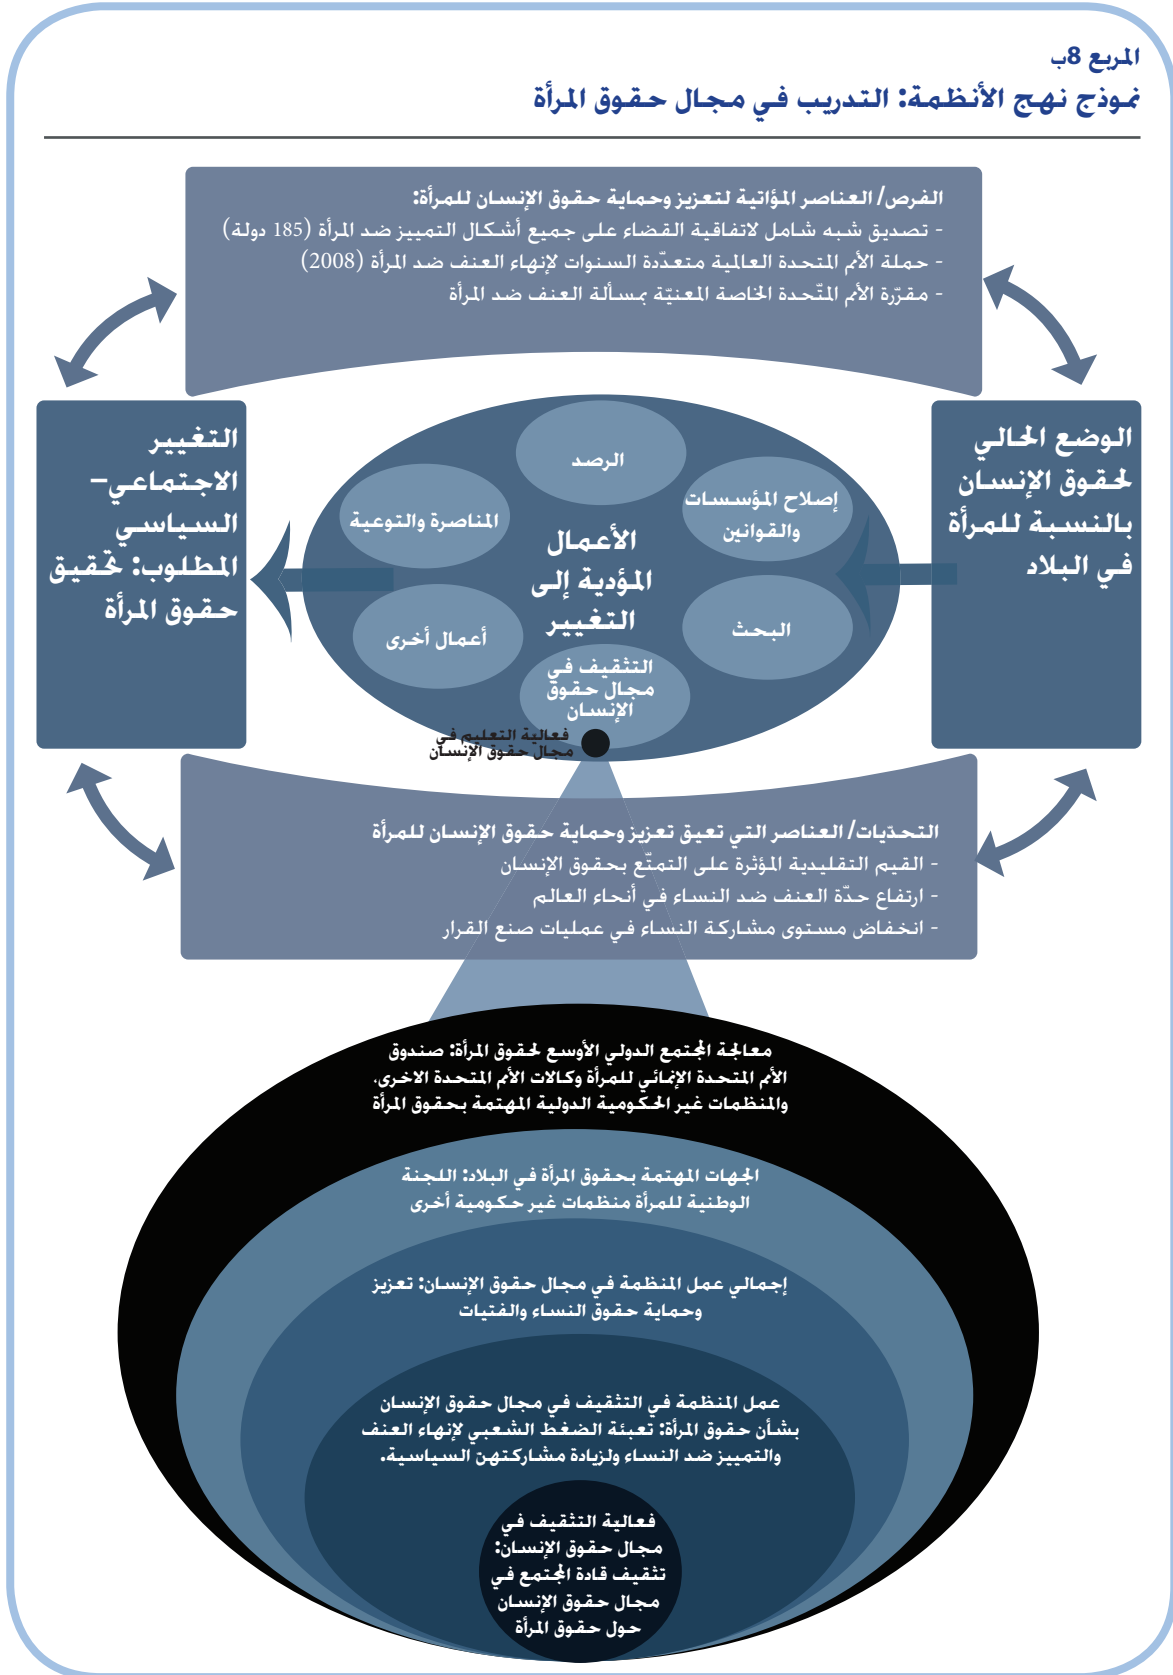 المربع 8ب
نموذج نهج الأنظمة: التدريب في مجال حقوق المرأة
الفرص/ العناصر المؤاتية لتعزيز وحماية حقوق الإنسان للمرأة:
- تصديق شبه شامل لاتفاقية القضاء على جميع أشكال التمييز ضد المرأة (185 دولة)
- حملة الأمم المتحدة العالمية متعدّدة السنوات لإنهاء العنف ضد المرأة (2008)
- مقرّرة الأمم المتّحدة الخاصة المعنيّة بمسألة العنف ضد المرأة
الوضع الحالي
لحقوق الإنسان
بالنسبة للمرأة
في البلاد
الرصد
إصلاح المؤسسات
والقوانين
المناصرة والتوعية
الأعمال
المؤدية إلى
التغيير
البحث
أعمال أخرى
التثقيف في
مجال حقوق
الإنسان
فعالية التعليم في
مجال حقوق الإنسان
التغيير
الاجتماعي–
السياسي
المطلوب: تحقيق
حقوق المرأة
التحدّيات/ العناصر التي تعيق تعزيز وحماية حقوق الإنسان للمرأة
- القيم التقليدية المؤثرة على التمتّع بحقوق الإنسان
- ارتفاع حدّة العنف ضد النساء في أنحاء العالم
- انخفاض مستوى مشاركة النساء في عمليات صنع القرار
معالجة المجتمع الدولي الأوسع لحقوق المرأة: صندوق
الأمم المتحدة الإنمائي للمرأة وكالات الأمم المتحدة الاخرى،
والمنظمات غير الحكومية الدولية المهتمة بحقوق المرأة
الجهات المهتمة بحقوق المرأة في البلاد: اللجنة
الوطنية للمرأة منظمات غير حكومية أخرى
إجمالي عمل المنظمة في مجال حقوق الإنسان: تعزيز
وحماية حقوق النساء والفتيات
عمل المنظمة في التثقيف في مجال حقوق الإنسان
بشأن حقوق المرأة: تعبئة الضغط الشعبي لإنهاء العنف
والتمييز ضد النساء ولزيادة مشاركتهن السياسية.
فعالية التثقيف في
مجال حقوق الإنسان:
تثقيف قادة المجتمع في
مجال حقوق الإنسان
حول حقوق المرأة